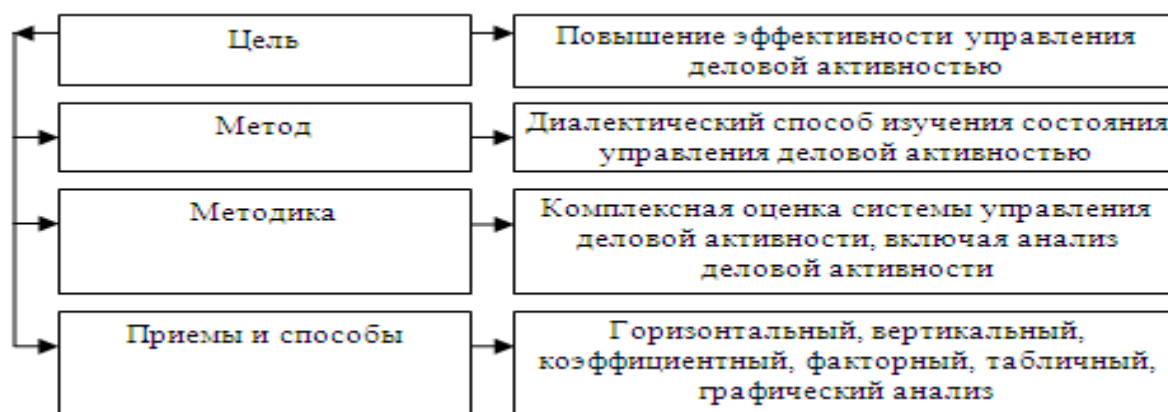 Цель
Повышение эффективности управления
деловой активностью
Метод
Диалектический способ изучения состояния
управления деловой активностью
Методика
Комплексная оценка системы управления
деловой активности, включая анализ
деловой активности
Приемы и способы
Горизонтальный, вертикальный,
коэффициентный, факторный, табличный,
графический анализ